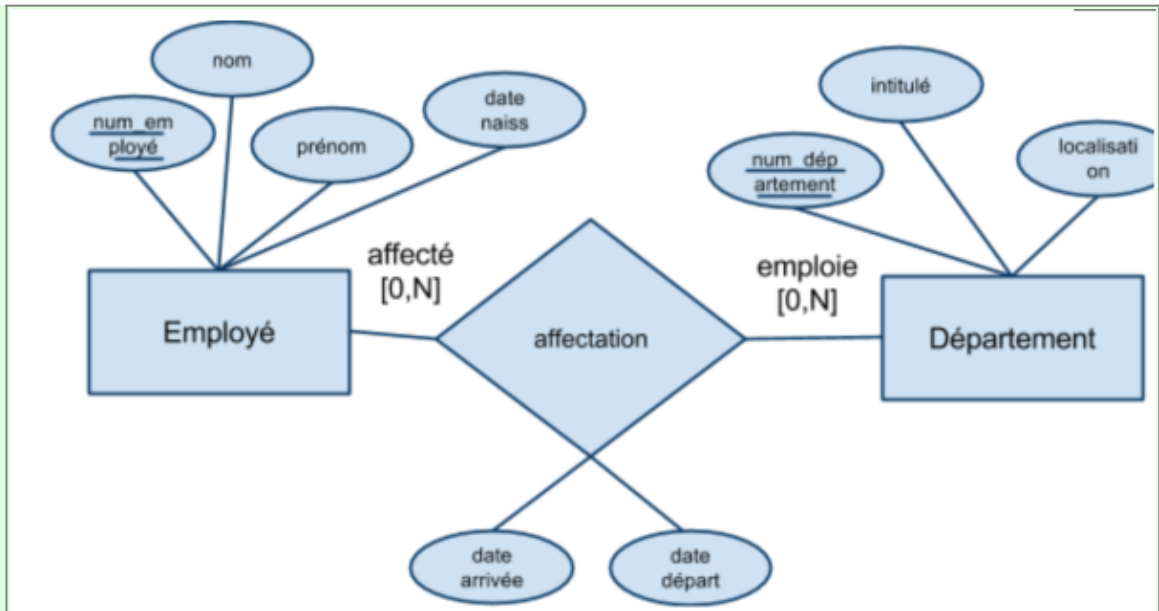 nom
num_em
ployé
prénom
date
naiss
intitulé
num_dép
artement
localisati
on
affecté
[0,N]
emploie
[0,N]
Employé
affectation
Département
date
arrivée
date
départ